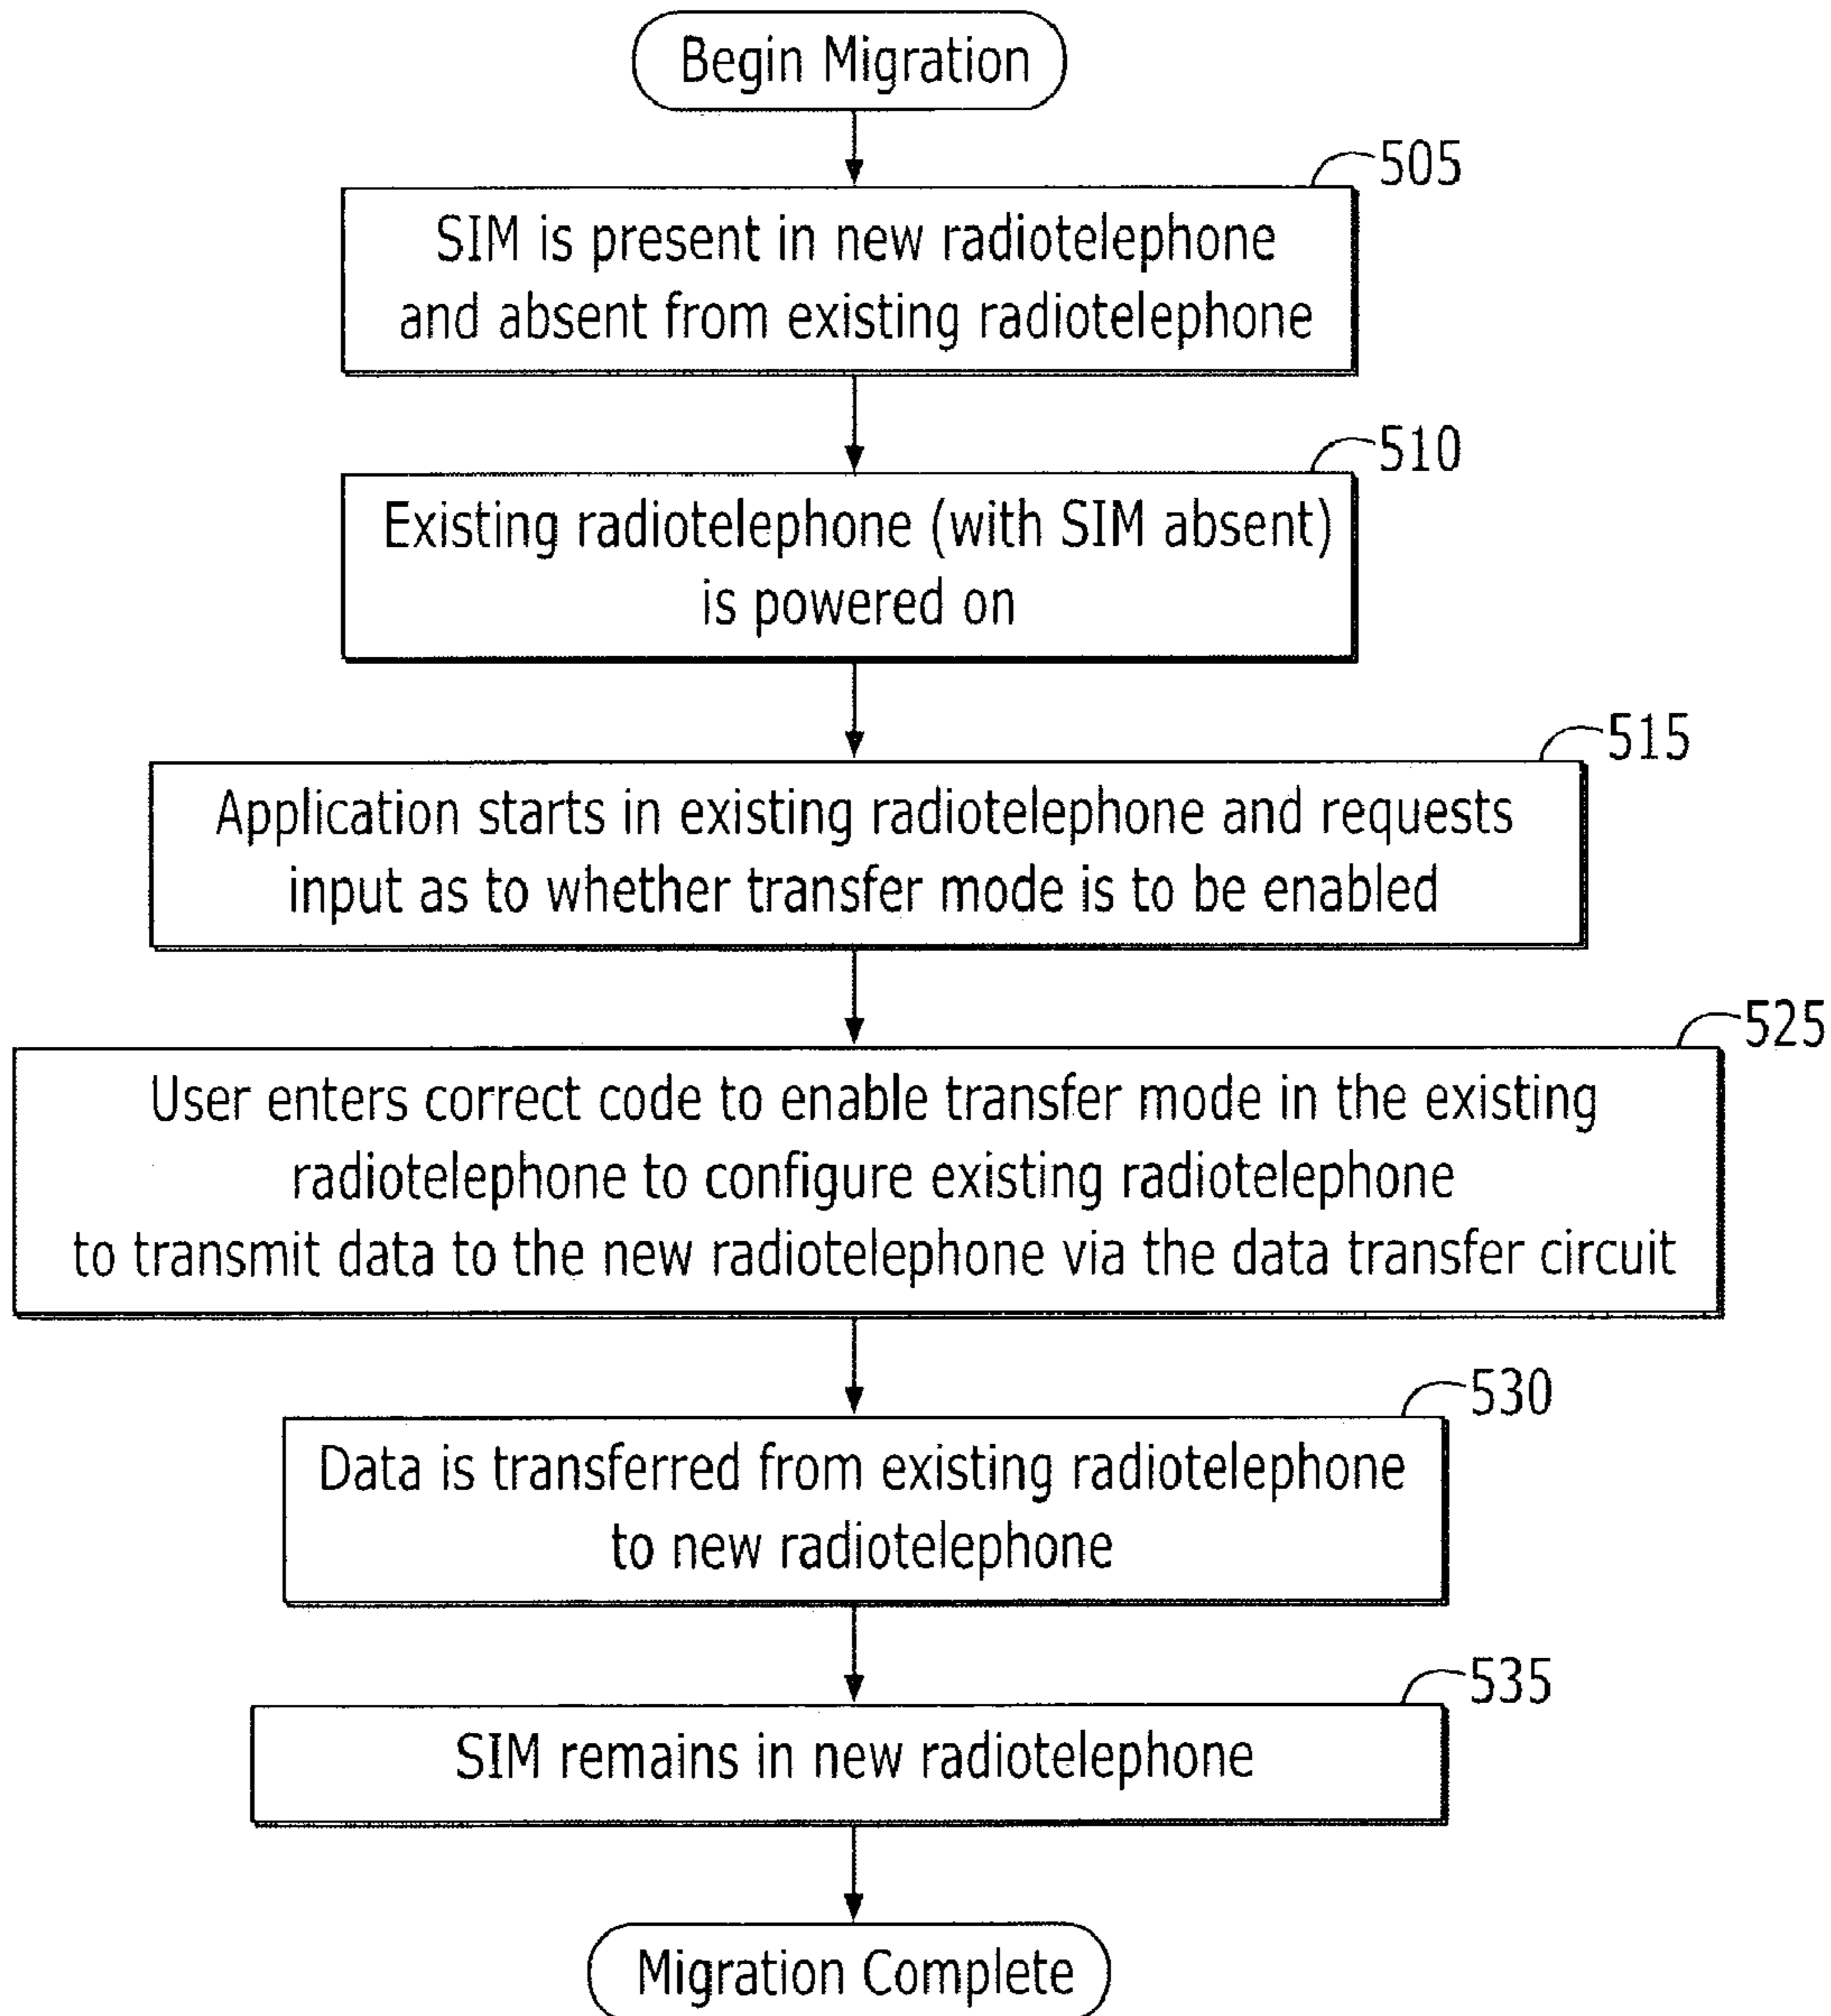 Begin Migration
505
SIM is present in new radiotelephone
and absent from existing radiotelephone
510
Existing radiotelephone (with SIM absent)
is powered on
515
Application starts in existing radiotelephone and requests
input as to whether transfer mode is to be enabled
525
User enters correct code to enable transfer mode in the existing
radiotelephone to configure existing radiotelephone
to transmit data to the new radiotelephone via the data transfer circuit
530
Data is transferred from existing radiotelephone
to new radiotelephone
535
SIM remains in new radiotelephone
Migration Complete